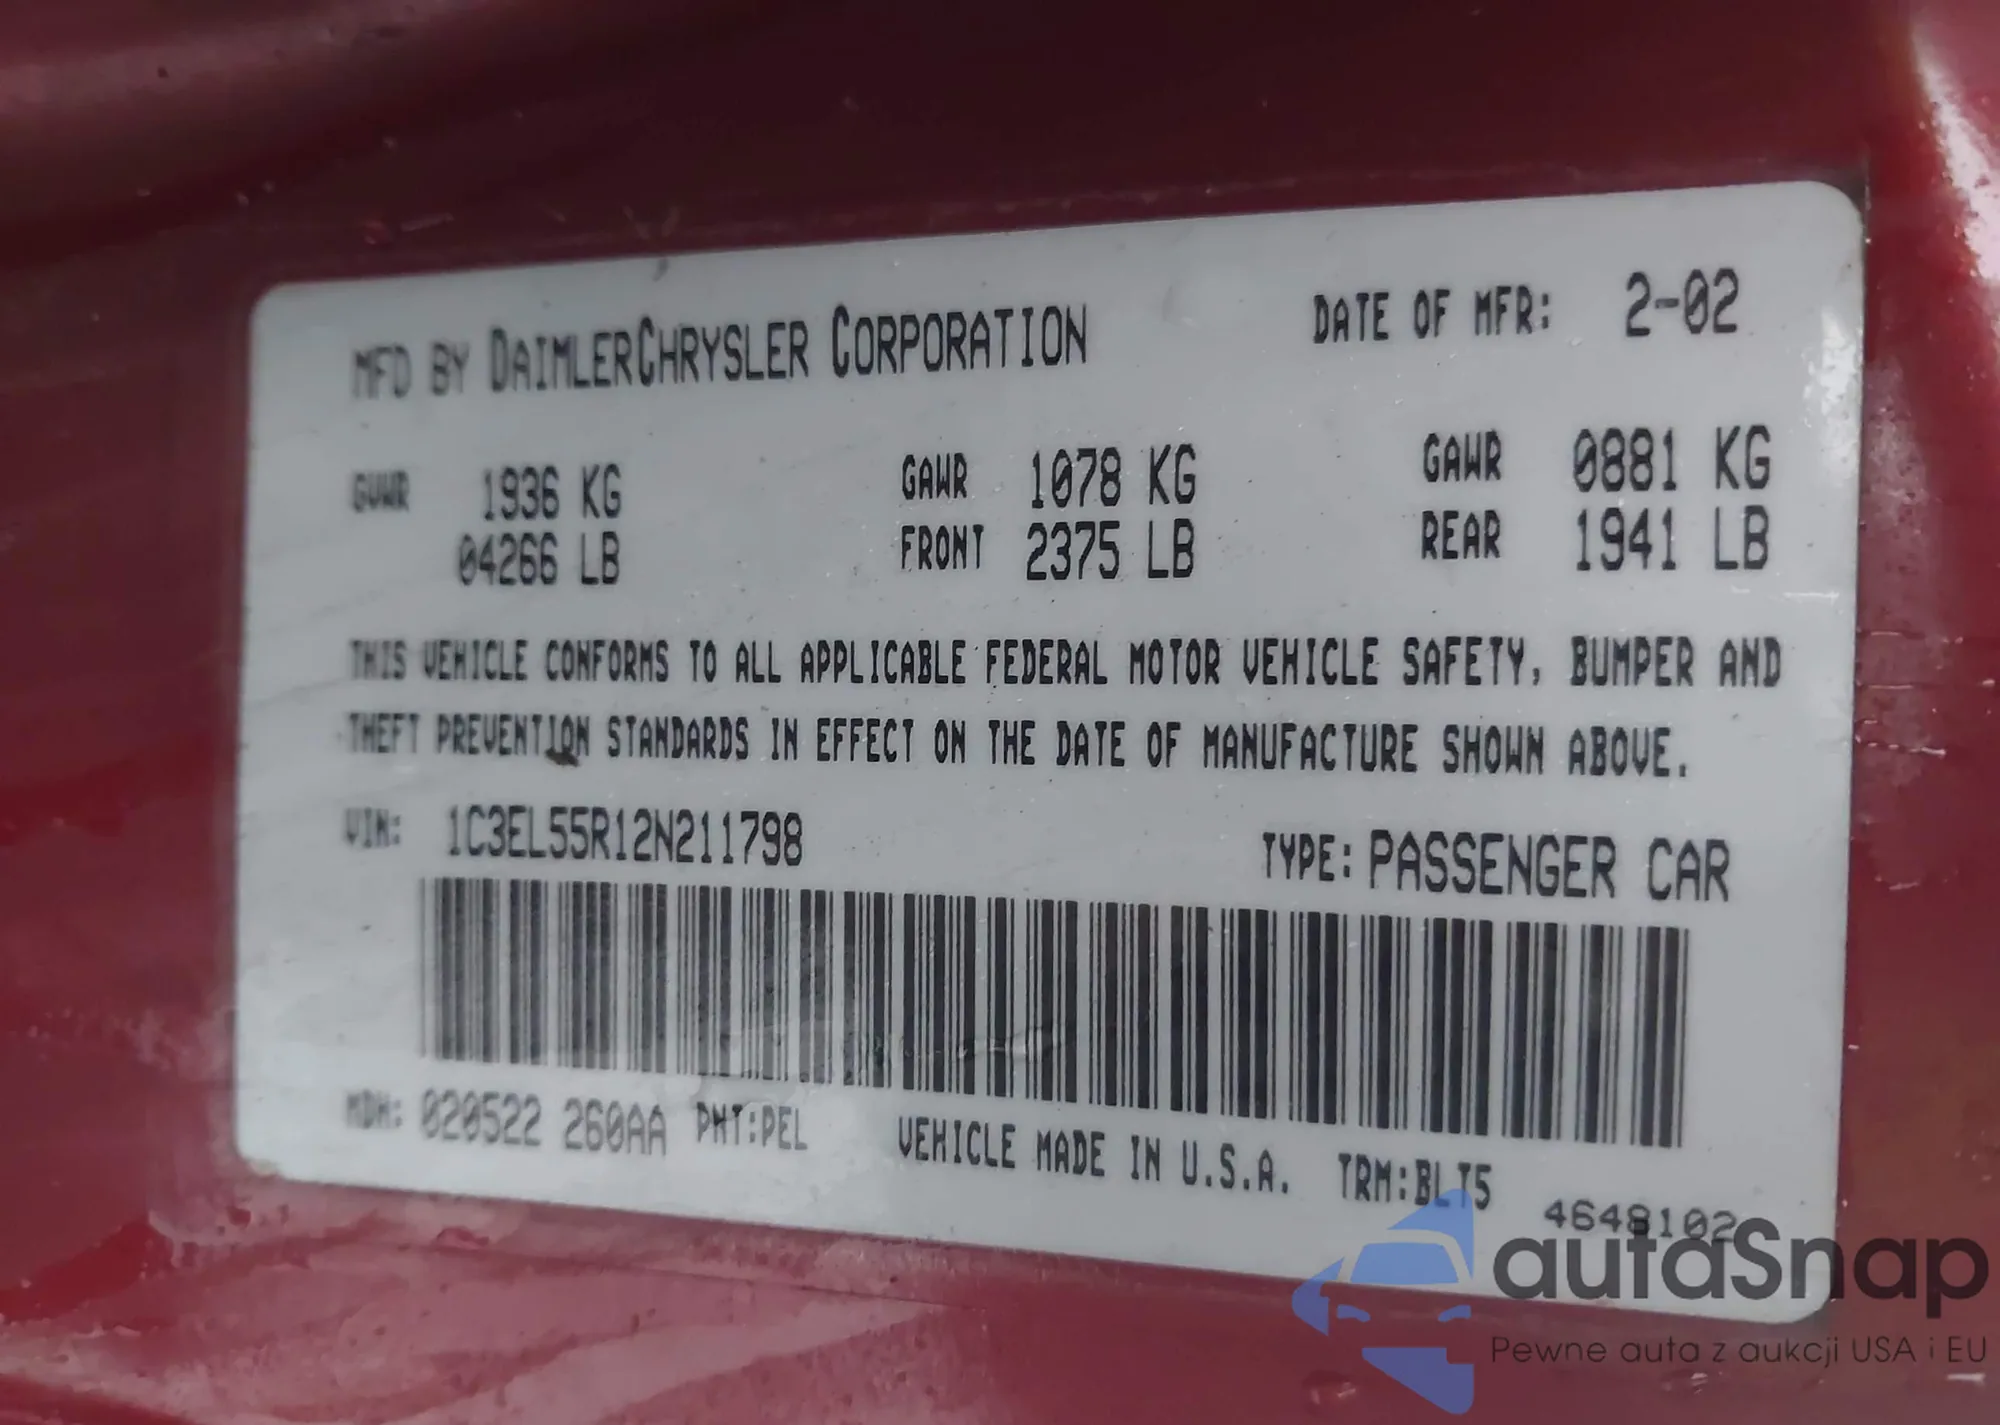 MFD BY DAIMLERCHRYSLER CORPORATION DATE OF MFR: 2-02
GVWR 1936 KG GAWR 1078 KG GAWR 0881 KG
04266 LB FRONT 2375 LB REAR 1941 LB
THIS VEHICLE CONFORMS TO ALL APPLICABLE FEDERAL MOTOR VEHICLE SAFETY, BUMPER AND
THEFT PREVENTION STANDARDS IN EFFECT ON THE DATE OF MANUFACTURE SHOWN ABOVE.
VIN: 1C3EL55R12N211798 TYPE: PASSENGER CAR
MDH: 020522 260AA PNT:PEL VEHICLE MADE IN U.S.A. TRM:BLT5
4648102
autaSnap
Pewne auta z aukcji USA i EU